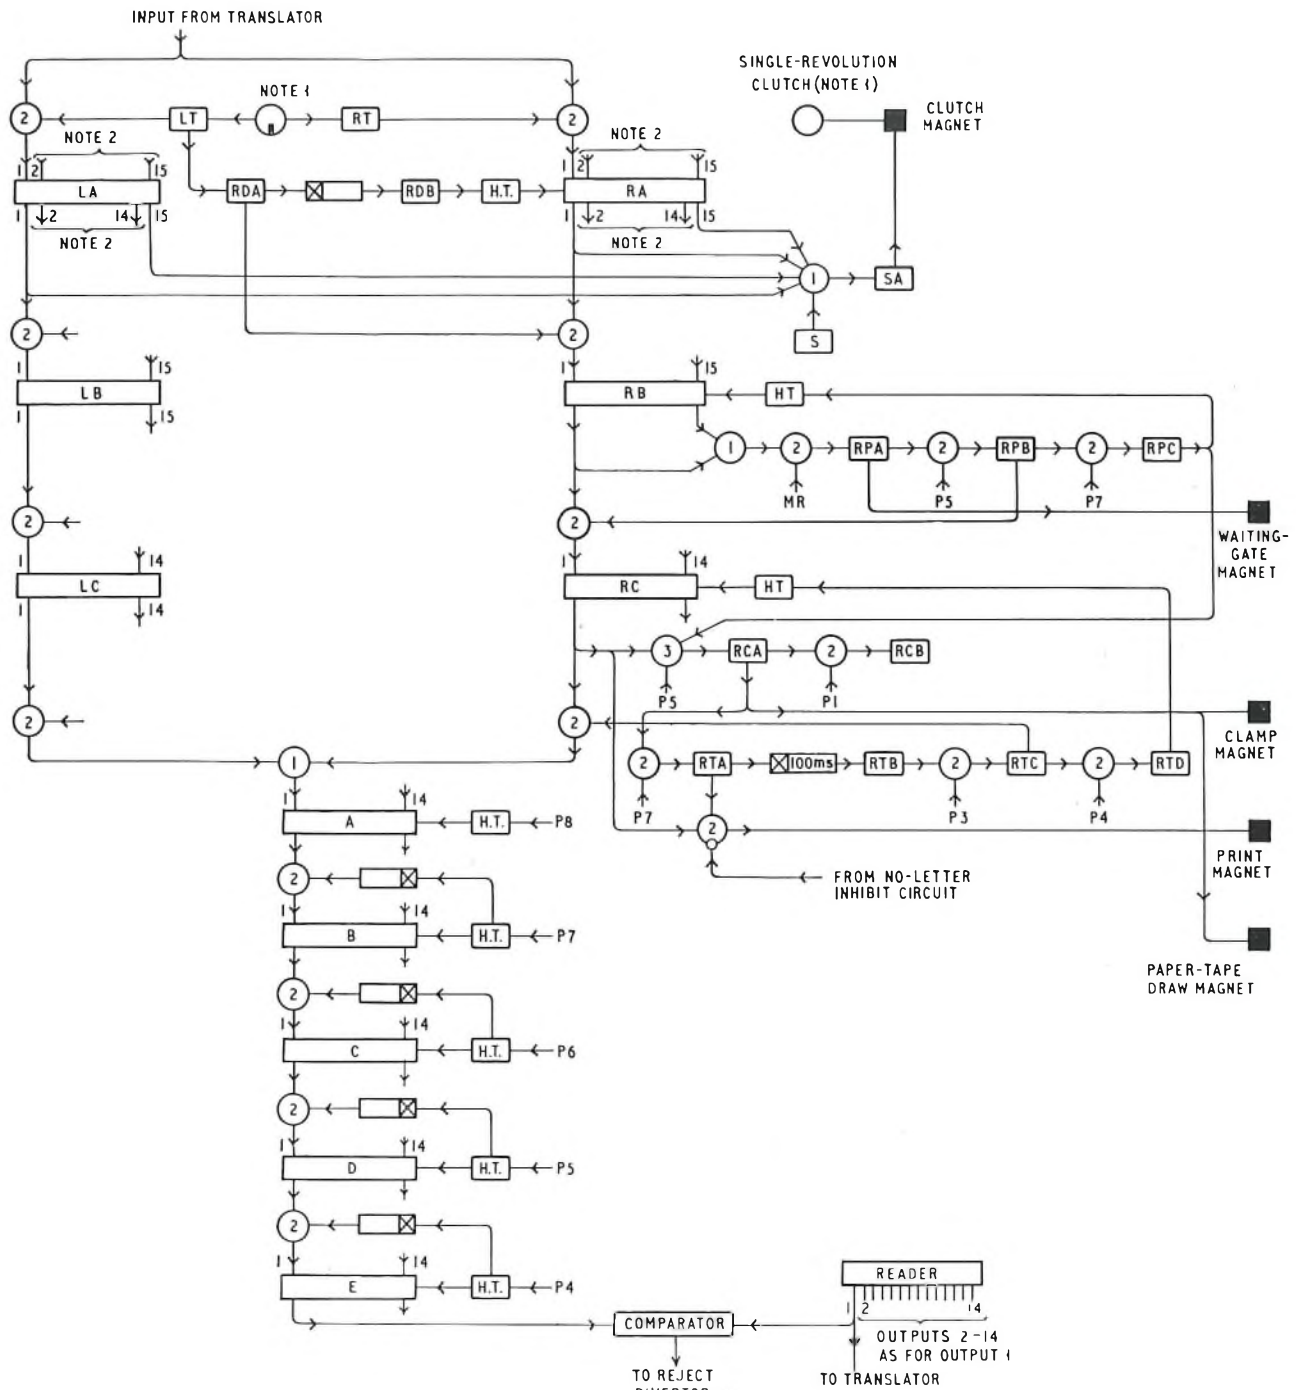 INPUT FROM TRANSLATOR
SINGLE-REVOLUTION
CLUTCH (NOTE 1)
CLUTCH
MAGNET
NOTE 1
2 LT RT 2
NOTE 2 NOTE 2
1 2 15 1 2 15
LA RDA RDB H.T. RA
1 2 14 15 1 2 14 15
NOTE 2 NOTE 2
1 SA
2 2 S
1 15 1 15
LB RB HT
1 15
1 2 RPA 2 RPB 2 RPC
MR P5 P7
2 2
WAITING-
GATE
MAGNET
1 14 1 14
LC RC HT
1 14
3 RCA 2 RCB
P5 P1
2 2
CLAMP
MAGNET
1 2 RTA 100ms RTB 2 RTC 2 RTD
P7 P3 P4
1 14
A H.T. P8
2
PRINT
MAGNET
FROM NO-LETTER
INHIBIT CIRCUIT
2
1 14
B H.T. P7
PAPER-TAPE
DRAW MAGNET
2
1 14
C H.T. P6
2
1 14
D H.T. P5
2
1 14
E H.T. P4
READER
1 2 14
COMPARATOR
OUTPUTS 2-14
AS FOR OUTPUT 1
TO REJECT
TO TRANSLATOR